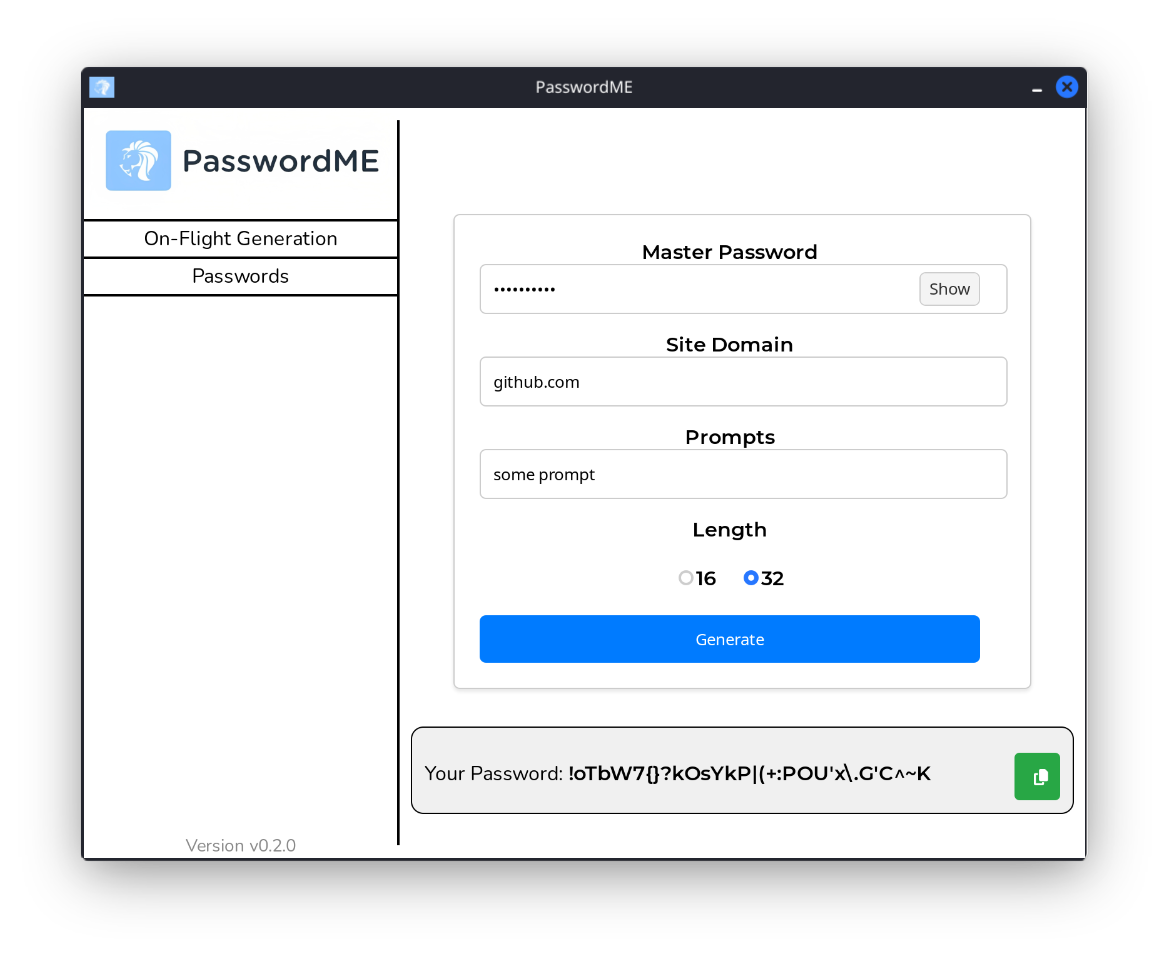 PasswordME
PasswordME
On-Flight Generation
Passwords
Version v0.2.0
Master Password
••••••••••
Show
Site Domain
github.com
Prompts
some prompt
Length
16 32
Generate
Your Password: !oTbW7{}?kOsYkP|(+:POU'x\.G'C^~K